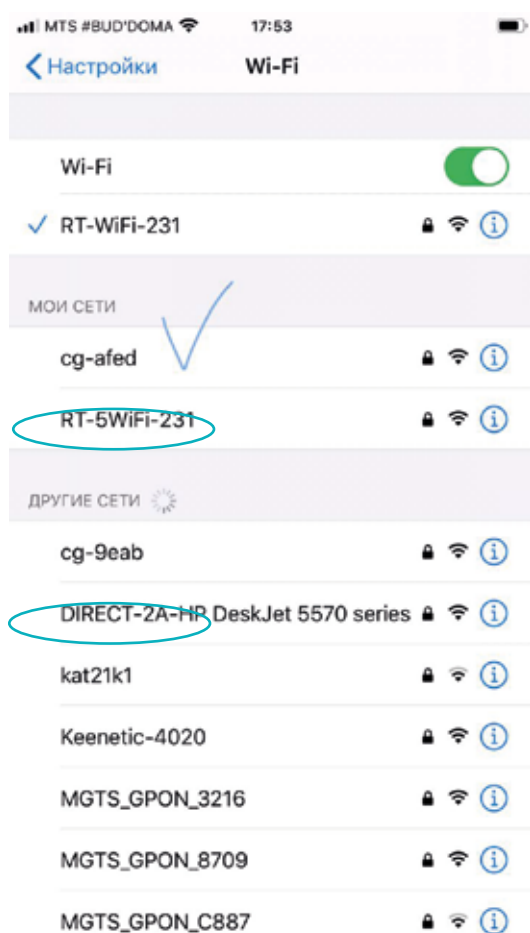 MTS #BUD'DOMA 17:53
Настройки Wi-Fi
Wi-Fi
RT-WiFi-231
МОИ СЕТИ
cg-afed
RT-5WiFi-231
ДРУГИЕ СЕТИ
cg-9eab
DIRECT-2A-HP DeskJet 5570 series
kat21k1
Keenetic-4020
MGTS_GPON_3216
MGTS_GPON_8709
MGTS_GPON_C887